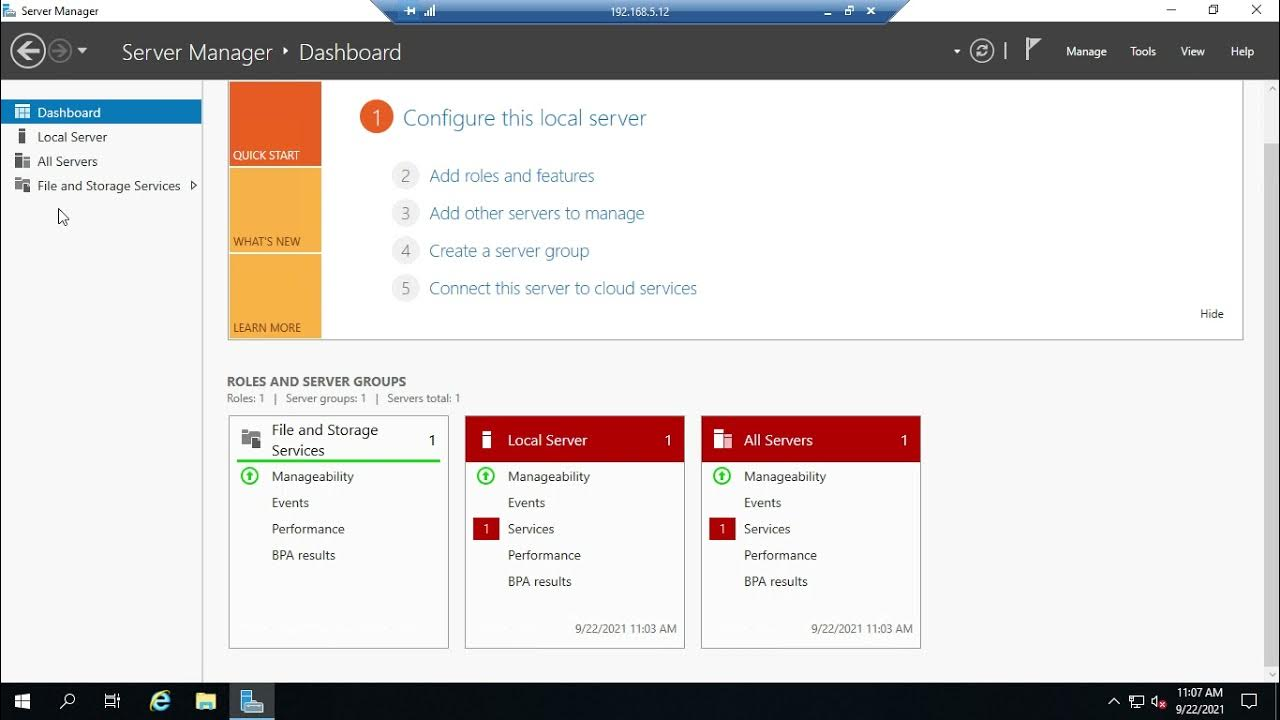 Server Manager
192.168.5.12
Server Manager
Dashboard
Manage
Tools
View
Help
Dashboard
Local Server
All Servers
File and Storage Services
QUICK START
WHAT'S NEW
LEARN MORE
1 Configure this local server
2 Add roles and features
3 Add other servers to manage
4 Create a server group
5 Connect this server to cloud services
Hide
ROLES AND SERVER GROUPS
Roles: 1 | Server groups: 1 | Servers total: 1
File and Storage
Services
1
Manageability
Events
Performance
BPA results
Local Server 1
Manageability
Events
1 Services
Performance
BPA results
9/22/2021 11:03 AM
All Servers 1
Manageability
Events
1 Services
Performance
BPA results
9/22/2021 11:03 AM
11:07 AM
9/22/2021